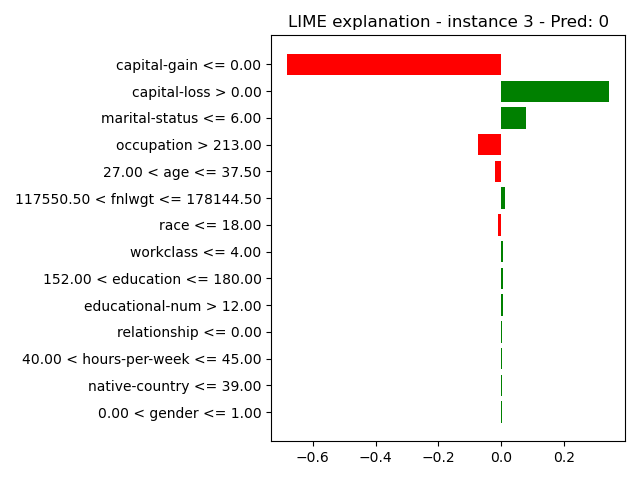 LIME explanation - instance 3 - Pred: 0
capital-gain <= 0.00
capital-loss > 0.00
marital-status <= 6.00
occupation > 213.00
27.00 < age <= 37.50
117550.50 < fnlwgt <= 178144.50
race <= 18.00
workclass <= 4.00
152.00 < education <= 180.00
educational-num > 12.00
relationship <= 0.00
40.00 < hours-per-week <= 45.00
native-country <= 39.00
0.00 < gender <= 1.00
−0.6 −0.4 −0.2 0.0 0.2